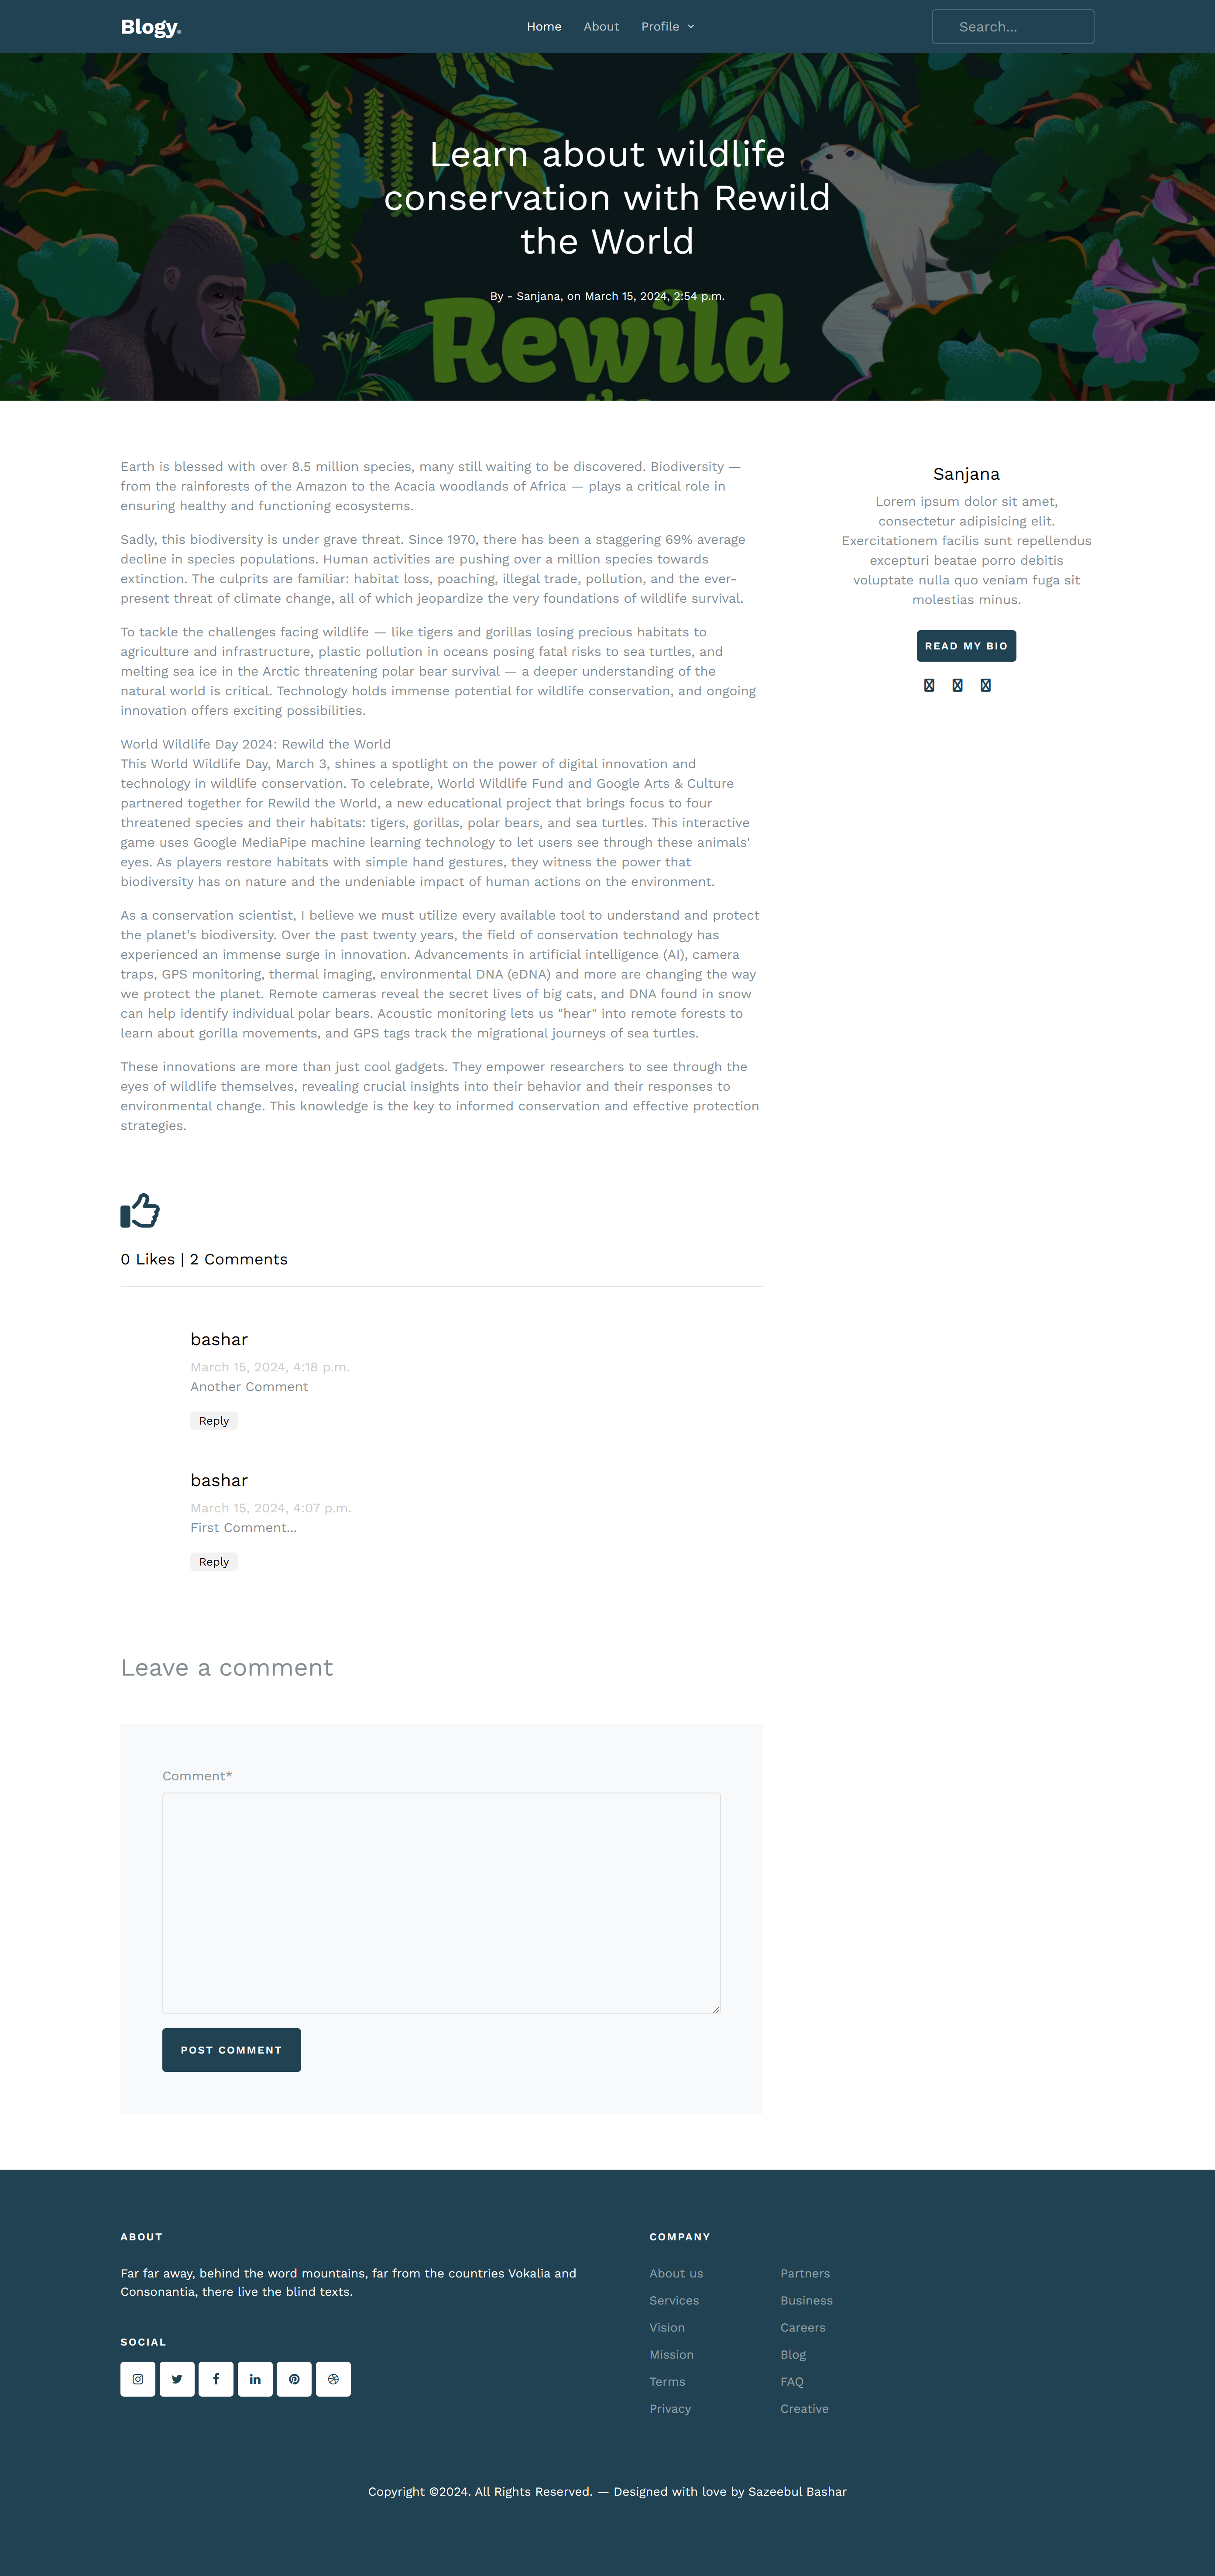 Blogy.
Home About Profile
Search...
Learn about wildlife
conservation with Rewild
the World
By - Sanjana, on March 15, 2024, 2:54 p.m.
Rewild
the
Earth is blessed with over 8.5 million species, many still waiting to be discovered. Biodiversity —
from the rainforests of the Amazon to the Acacia woodlands of Africa — plays a critical role in
ensuring healthy and functioning ecosystems.
Sadly, this biodiversity is under grave threat. Since 1970, there has been a staggering 69% average
decline in species populations. Human activities are pushing over a million species towards
extinction. The culprits are familiar: habitat loss, poaching, illegal trade, pollution, and the ever-
present threat of climate change, all of which jeopardize the very foundations of wildlife survival.
To tackle the challenges facing wildlife — like tigers and gorillas losing precious habitats to
agriculture and infrastructure, plastic pollution in oceans posing fatal risks to sea turtles, and
melting sea ice in the Arctic threatening polar bear survival — a deeper understanding of the
natural world is critical. Technology holds immense potential for wildlife conservation, and ongoing
innovation offers exciting possibilities.
World Wildlife Day 2024: Rewild the World
This World Wildlife Day, March 3, shines a spotlight on the power of digital innovation and
technology in wildlife conservation. To celebrate, World Wildlife Fund and Google Arts & Culture
partnered together for Rewild the World, a new educational project that brings focus to four
threatened species and their habitats: tigers, gorillas, polar bears, and sea turtles. This interactive
game uses Google MediaPipe machine learning technology to let users see through these animals'
eyes. As players restore habitats with simple hand gestures, they witness the power that
biodiversity has on nature and the undeniable impact of human actions on the environment.
As a conservation scientist, I believe we must utilize every available tool to understand and protect
the planet's biodiversity. Over the past twenty years, the field of conservation technology has
experienced an immense surge in innovation. Advancements in artificial intelligence (AI), camera
traps, GPS monitoring, thermal imaging, environmental DNA (eDNA) and more are changing the way
we protect the planet. Remote cameras reveal the secret lives of big cats, and DNA found in snow
can help identify individual polar bears. Acoustic monitoring lets us "hear" into remote forests to
learn about gorilla movements, and GPS tags track the migrational journeys of sea turtles.
These innovations are more than just cool gadgets. They empower researchers to see through the
eyes of wildlife themselves, revealing crucial insights into their behavior and their responses to
environmental change. This knowledge is the key to informed conservation and effective protection
strategies.
Sanjana
Lorem ipsum dolor sit amet,
consectetur adipisicing elit.
Exercitationem facilis sunt repellendus
excepturi beatae porro debitis
voluptate nulla quo veniam fuga sit
molestias minus.
READ MY BIO
0 Likes | 2 Comments
bashar
March 15, 2024, 4:18 p.m.
Another Comment
Reply
bashar
March 15, 2024, 4:07 p.m.
First Comment...
Reply
Leave a comment
Comment*
POST COMMENT
ABOUT
Far far away, behind the word mountains, far from the countries Vokalia and
Consonantia, there live the blind texts.
SOCIAL
COMPANY
About us
Services
Vision
Mission
Terms
Privacy
Partners
Business
Careers
Blog
FAQ
Creative
Copyright ©2024. All Rights Reserved. — Designed with love by Sazeebul Bashar